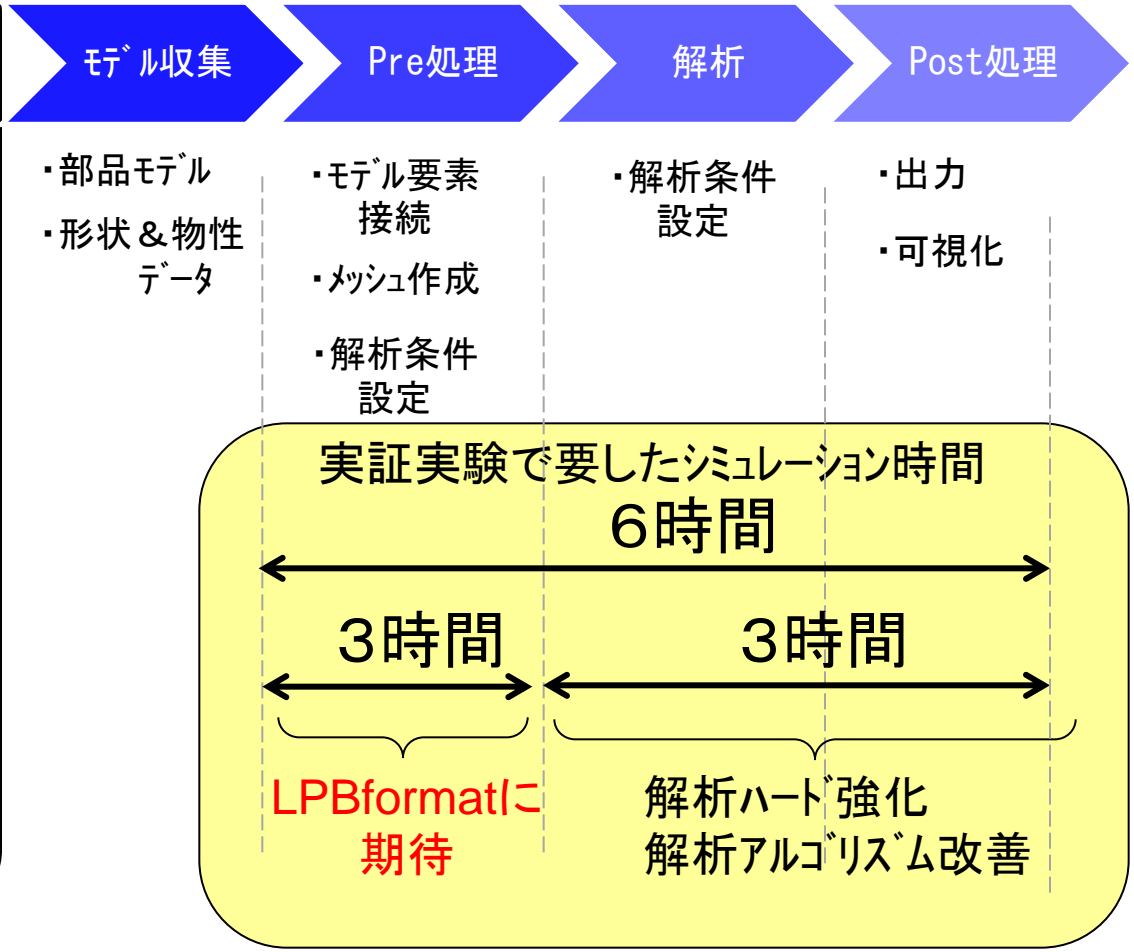 ﾓﾃﾞﾙ収集
Pre処理
解析
Post処理
・部品ﾓﾃﾞﾙ
・形状＆物性
ﾃﾞｰﾀ
・ﾓﾃﾞﾙ要素
接続
・ﾒｯｼｭ作成
・解析条件
設定
・解析条件
設定
・出力
・可視化
実証実験で要したｼﾐｭﾚｰｼｮﾝ時間
６時間
３時間
３時間
LPBformatに
期待
解析ﾊｰﾄﾞ強化
解析ｱﾙｺﾞﾘｽﾞﾑ改善